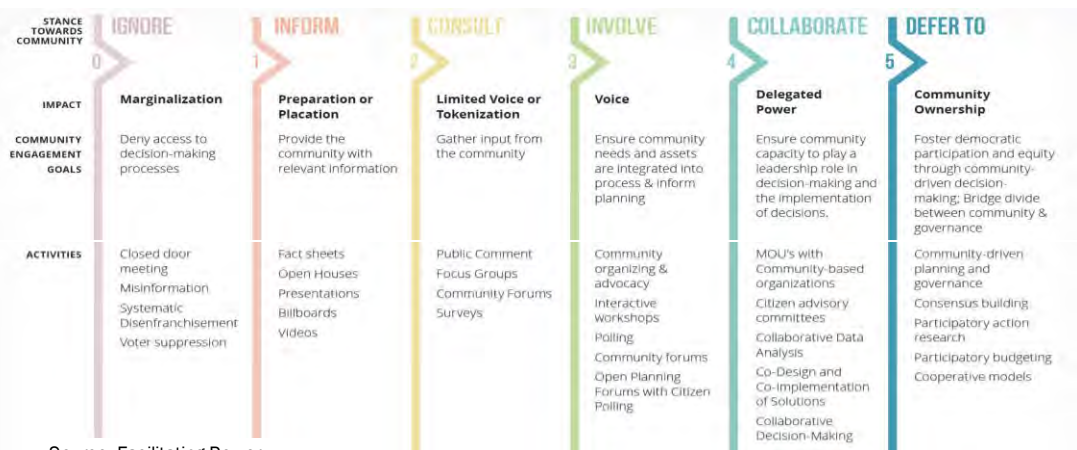 STANCE
TOWARDS
COMMUNITY
IGNORE
INFORM
CONSULT
INVOLVE
COLLABORATE
DEFER TO
0
1
2
3
4
5
IMPACT
Marginalization
Preparation or
Placation
Limited Voice or
Tokenization
Voice
Delegated
Power
Community
Ownership
COMMUNITY
ENGAGEMENT
GOALS
Deny access to
decision-making
processes
Provide the
community with
relevant information
Gather input from
the community
Ensure community
needs and assets
are integrated into
process & inform
planning
Ensure community
capacity to play a
leadership role in
decision-making and
the implementation
of decisions.
Foster democratic
participation and equity
through community-
driven decision-
making; Bridge divide
between community &
governance
ACTIVITIES
Closed door
meeting
Misinformation
Systematic
Disenfranchisement
Voter suppression
Fact sheets
Open Houses
Presentations
Billboards
Videos
Public Comment
Focus Groups
Community Forums
Surveys
Community
organizing &
advocacy
Interactive
workshops
Polling
Community forums
Open Planning
Forums with Citizen
Polling
MOU's with
Community-based
organizations
Citizen advisory
committees
Collaborative Data
Analysis
Co-Design and
Co-Implementation
of Solutions
Collaborative
Decision-Making
Community-driven
planning and
governance
Consensus building
Participatory action
research
Participatory budgeting
Cooperative models